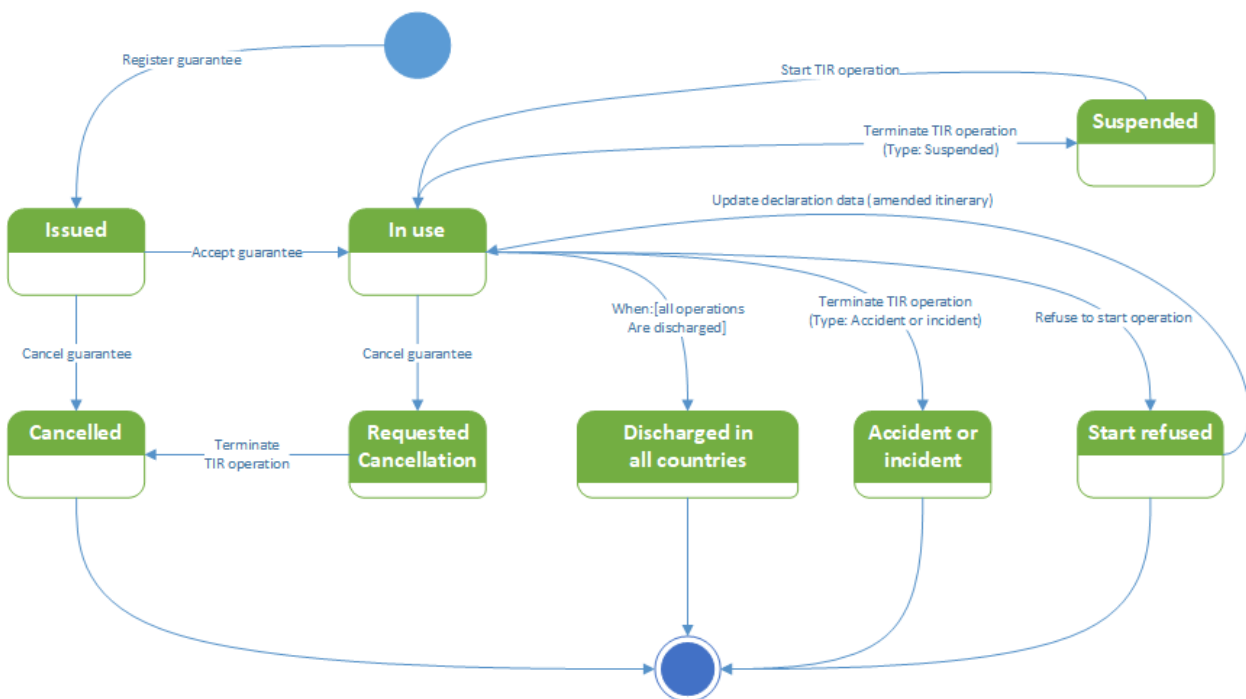 Register guarantee
Start TIR operation
Suspended
Terminate TIR operation
(Type: Suspended)
Update declaration data (amended itinerary)
Issued
In use
Accept guarantee
When:[all operations
Are discharged]
Terminate TIR operation
(Type: Accident or incident)
Refuse to start operation
Cancel guarantee
Cancel guarantee
Cancelled
Terminate
TIR operation
Requested
Cancellation
Discharged in
all countries
Accident or
incident
Start refused